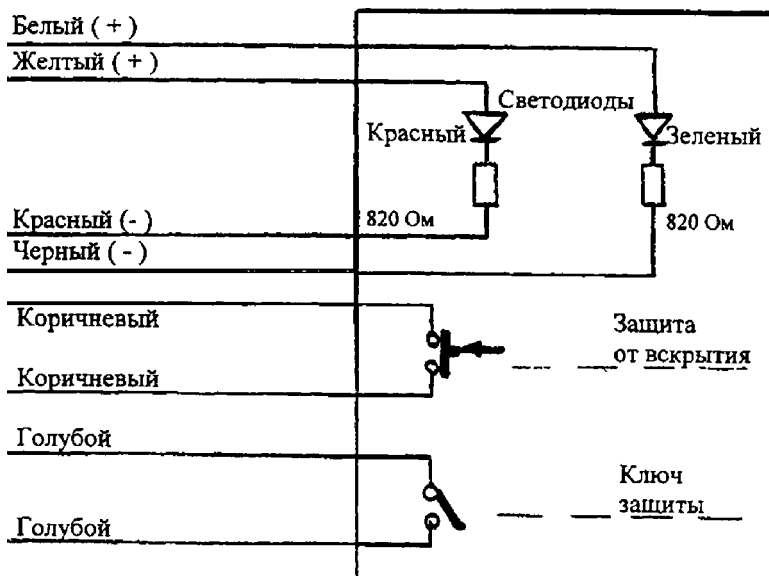 Белый ( + )
Желтый ( + )
Светодиоды
Красный
Зеленый
Красный ( - )
820 Ом
820 Ом
Черный ( - )
Коричневый
Защита
от вскрытия
Коричневый
Голубой
Ключ
защиты
Голубой